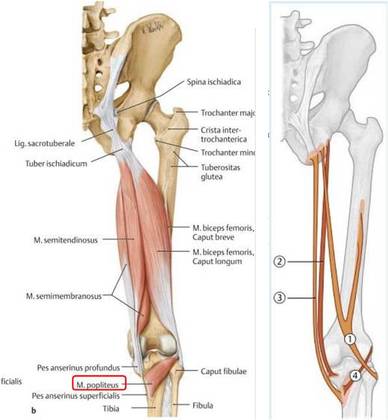 Spina ischiadica
Trochanter majo
Crista inter-
trochanterica
Lig. sacrotuberale
Trochanter mino
Tuber ischiadicum
Tuberositas
glutea
M. biceps femoris,
Caput breve
M. semitendinosus
M. biceps femoris,
Caput longum
M. semimembranosus
Pes anserinus profundus
Caput fibulae
ficialis
M. popliteus
Pes anserinus superficialis
b
Tibia
Fibula
2
3
1
4